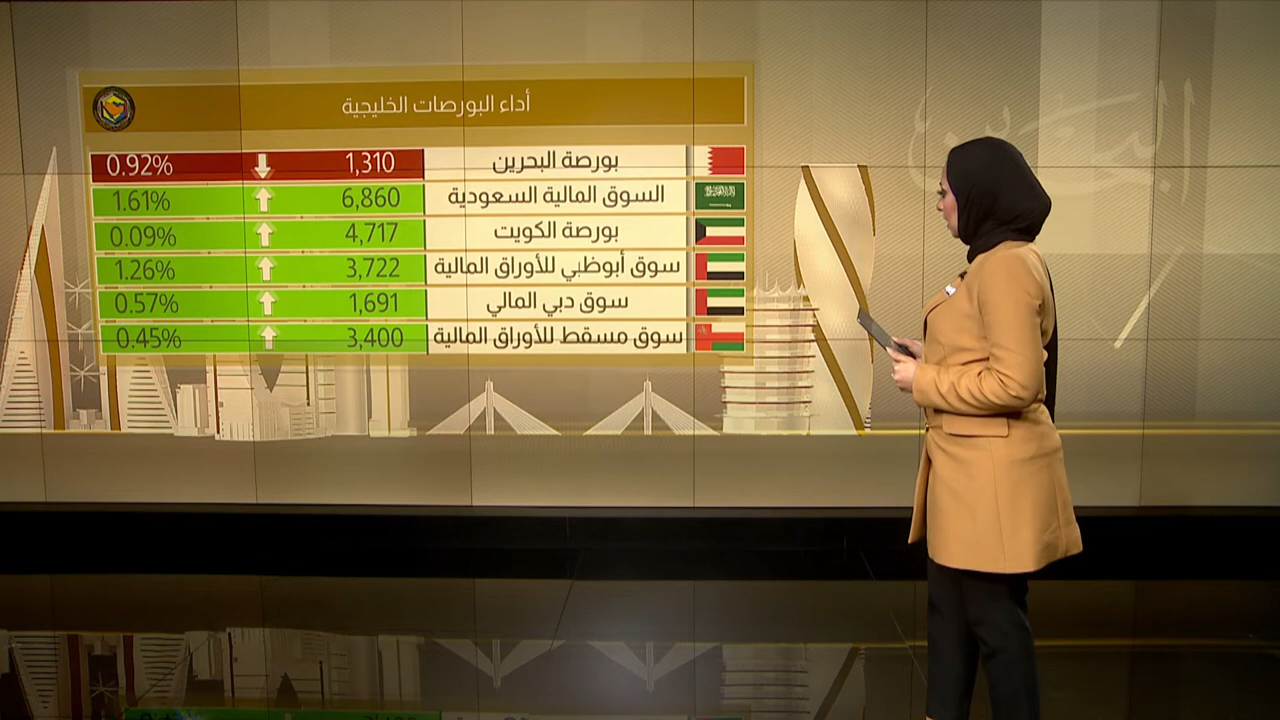 أداء البورصات الخليجية
بورصة البحرين 1,310 0.92%
السوق المالية السعودية 6,860 1.61%
بورصة الكويت 4,717 0.09%
سوق أبوظبي للأوراق المالية 3,722 1.26%
سوق دبي المالي 1,691 0.57%
سوق مسقط للأوراق المالية 3,400 0.45%